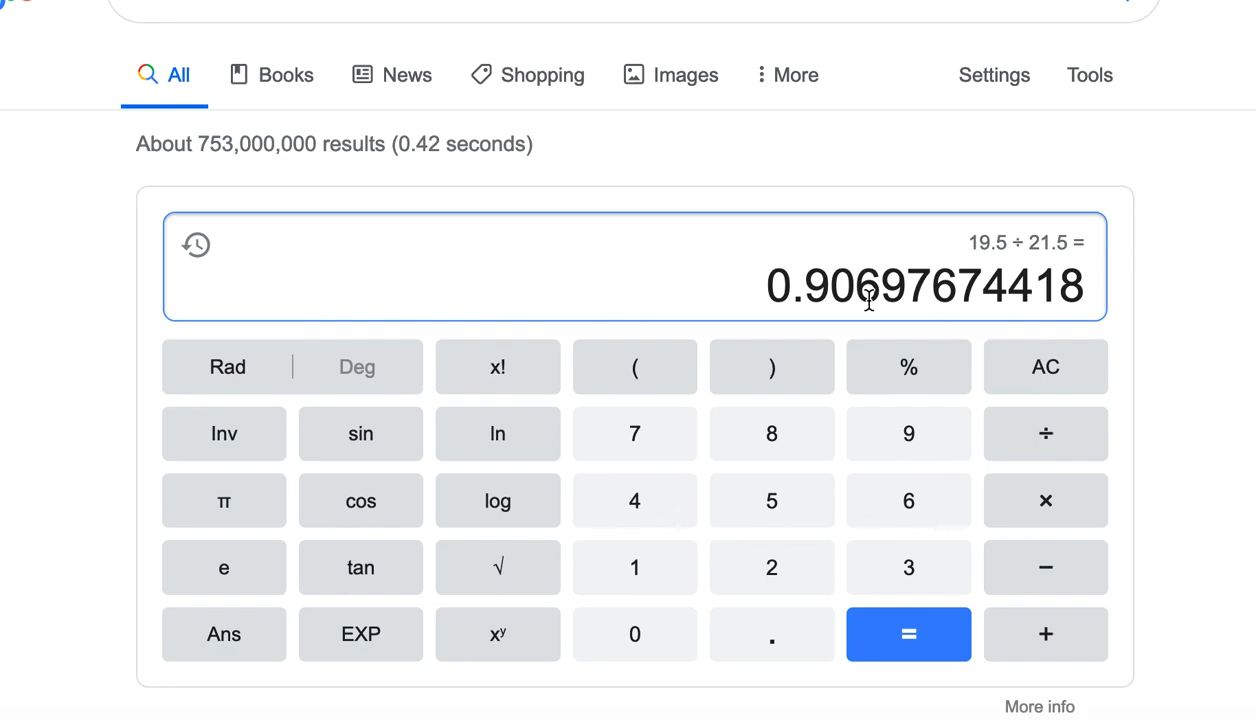 All Books News Shopping Images More Settings Tools
About 753,000,000 results (0.42 seconds)
19.5 ÷ 21.5 =
0.90697674418
Rad Deg x! ( ) % AC
Inv sin ln 7 8 9 ÷
π cos log 4 5 6 ×
e tan √ 1 2 3 −
Ans EXP xʸ 0 . = +
More info